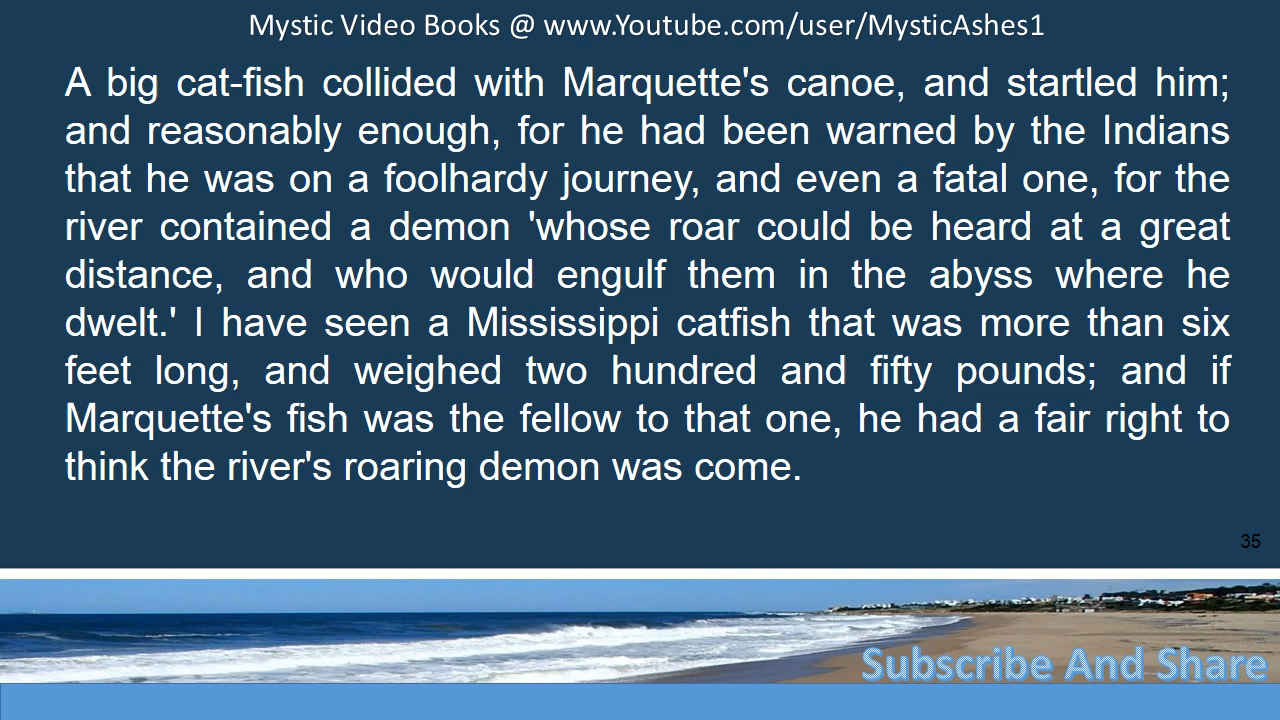 Mystic Video Books @ www.Youtube.com/user/MysticAshes1
A big cat-fish collided with Marquette's canoe, and startled him;
and reasonably enough, for he had been warned by the Indians
that he was on a foolhardy journey, and even a fatal one, for the
river contained a demon 'whose roar could be heard at a great
distance, and who would engulf them in the abyss where he
dwelt.' I have seen a Mississippi catfish that was more than six
feet long, and weighed two hundred and fifty pounds; and if
Marquette's fish was the fellow to that one, he had a fair right to
think the river's roaring demon was come.
35
Subscribe And Share